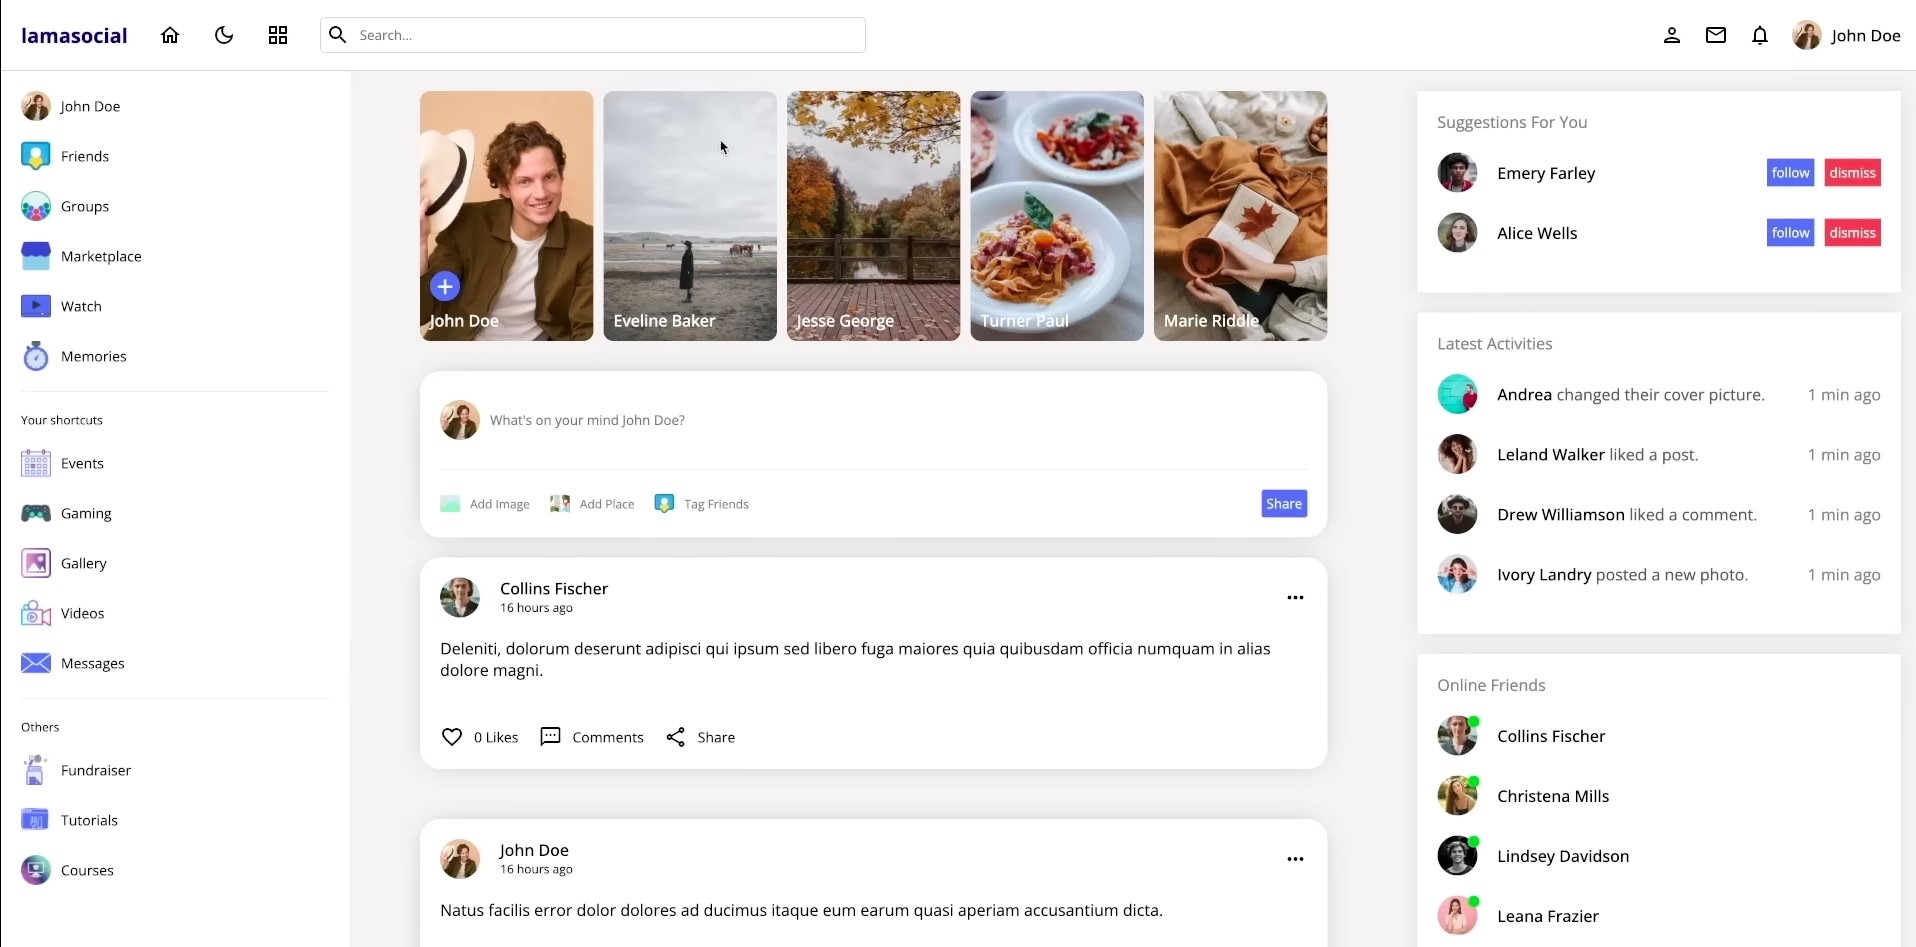 lamasocial
Search...
John Doe
John Doe
Friends
Groups
Marketplace
Watch
Memories
Your shortcuts
Events
Gaming
Gallery
Videos
Messages
Others
Fundraiser
Tutorials
Courses
John Doe
Eveline Baker
Jesse George
Turner Paul
Marie Riddle
What's on your mind John Doe?
Add Image
Add Place
Tag Friends
Share
Collins Fischer
16 hours ago
Deleniti, dolorum deserunt adipisci qui ipsum sed libero fuga maiores quia quibusdam officia numquam in alias
dolore magni.
0 Likes
Comments
Share
John Doe
16 hours ago
Natus facilis error dolor dolores ad ducimus itaque eum earum quasi aperiam accusantium dicta.
Suggestions For You
Emery Farley
follow
dismiss
Alice Wells
follow
dismiss
Latest Activities
Andrea changed their cover picture. 1 min ago
Leland Walker liked a post. 1 min ago
Drew Williamson liked a comment. 1 min ago
Ivory Landry posted a new photo. 1 min ago
Online Friends
Collins Fischer
Christena Mills
Lindsey Davidson
Leana Frazier